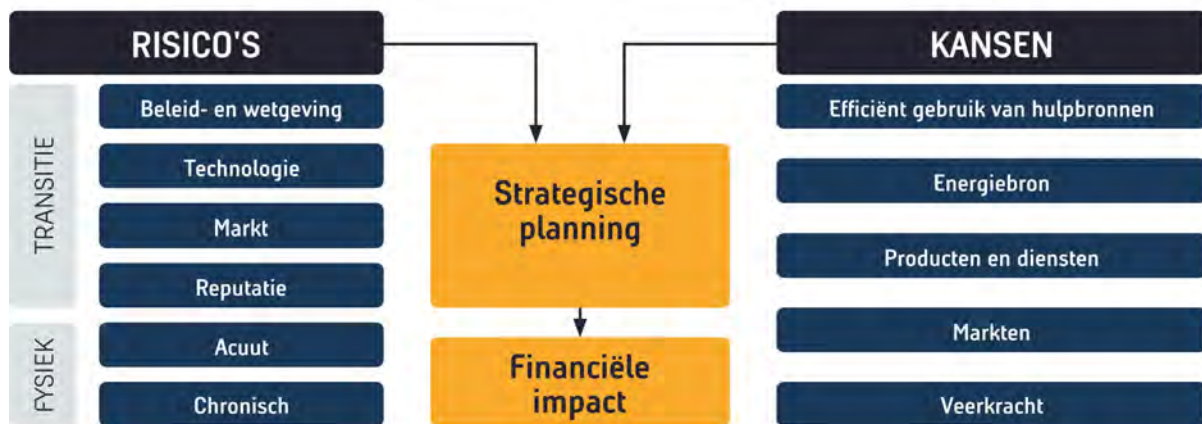 RISICO'S
TRANSITIE
Beleid- en wetgeving
Technologie
Markt
Reputatie
FYSIEK
Acuut
Chronisch
Strategische
planning
Financiële
impact
KANSEN
Efficiënt gebruik van hulpbronnen
Energiebron
Producten en diensten
Markten
Veerkracht